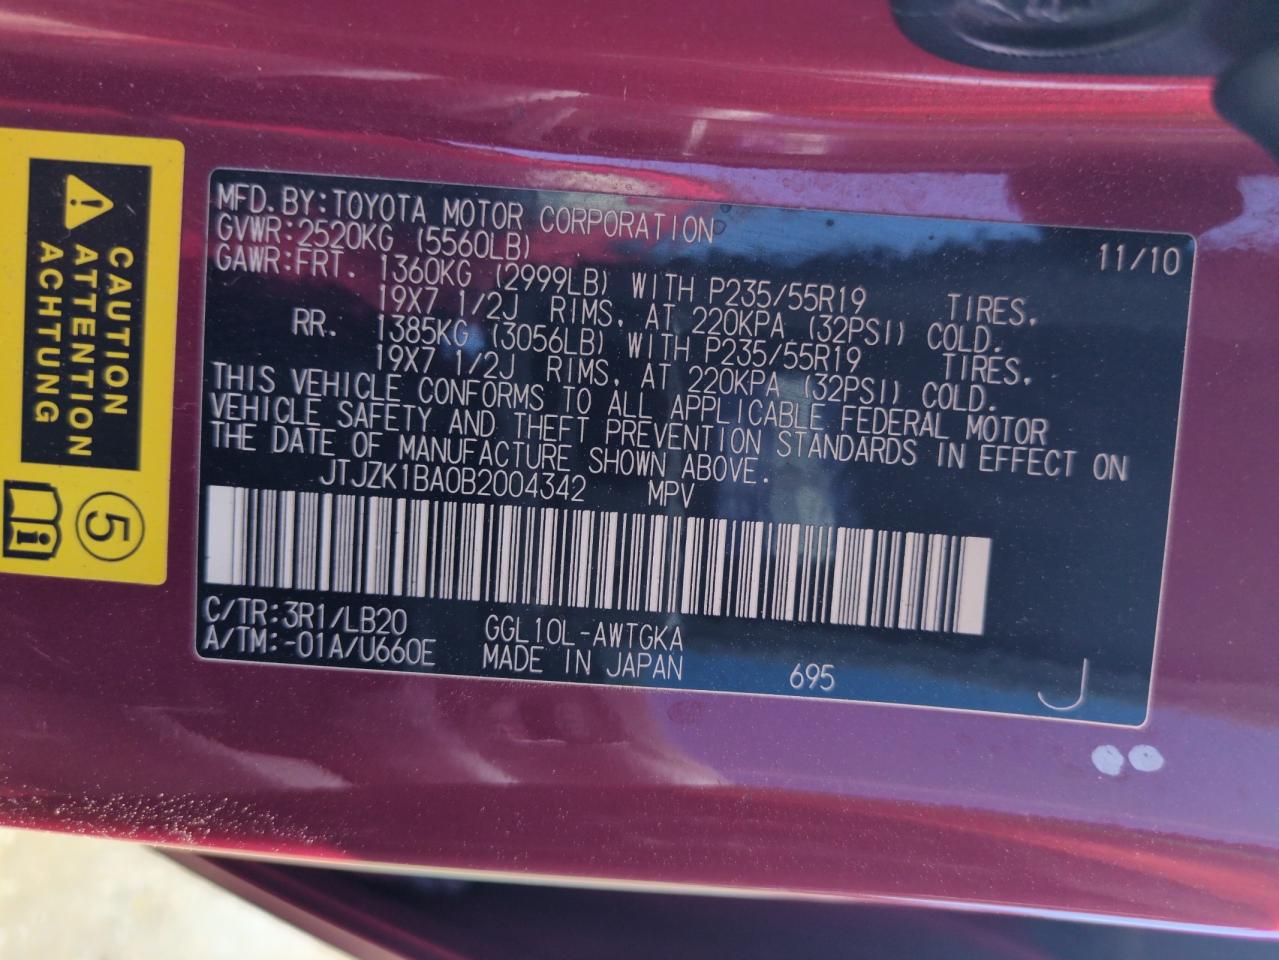 CAUTION
ATTENTION
ACHTUNG
5
i
MFD.BY:TOYOTA MOTOR CORPORATION 11/10
GVWR:2520KG (5560LB)
GAWR:FRT. 1360KG (2999LB) WITH P235/55R19 TIRES,
19X7 1/2J RIMS, AT 220KPA (32PSI) COLD.
RR. 1385KG (3056LB) WITH P235/55R19 TIRES,
19X7 1/2J RIMS, AT 220KPA (32PSI) COLD.
THIS VEHICLE CONFORMS TO ALL APPLICABLE FEDERAL MOTOR
VEHICLE SAFETY AND THEFT PREVENTION STANDARDS IN EFFECT ON
THE DATE OF MANUFACTURE SHOWN ABOVE.
JTJZK1BA0B2004342 MPV
C/TR:3R1/LB20 GGL10L-AWTGKA
A/TM:-01A/U660E MADE IN JAPAN 695 J